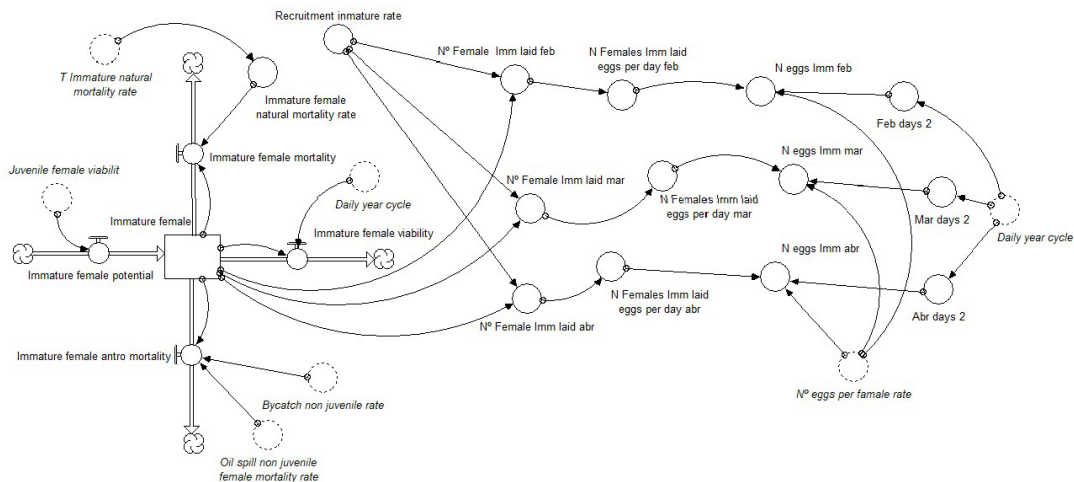 Recruitment inmature rate
Nº Female Imm laid feb
N Females Imm laid
eggs per day feb
N eggs Imm feb
T Immature natural
mortality rate
Immature female
natural mortality rate
Feb days 2
Juvenile female viabilit
Immature female mortality
Daily year cycle
Nº Female Imm laid mar
N Females Imm laid
eggs per day mar
N eggs Imm mar
Mar days 2
Daily year cycle
Immature female
Immature female viability
Immature female potential
N eggs Imm abr
N Females Imm laid
eggs per day abr
Nº Female Imm laid abr
Abr days 2
Immature female antro mortality
Bycatch non juvenile rate
Nº eggs per famale rate
Oil spill non juvenile
female mortality rate